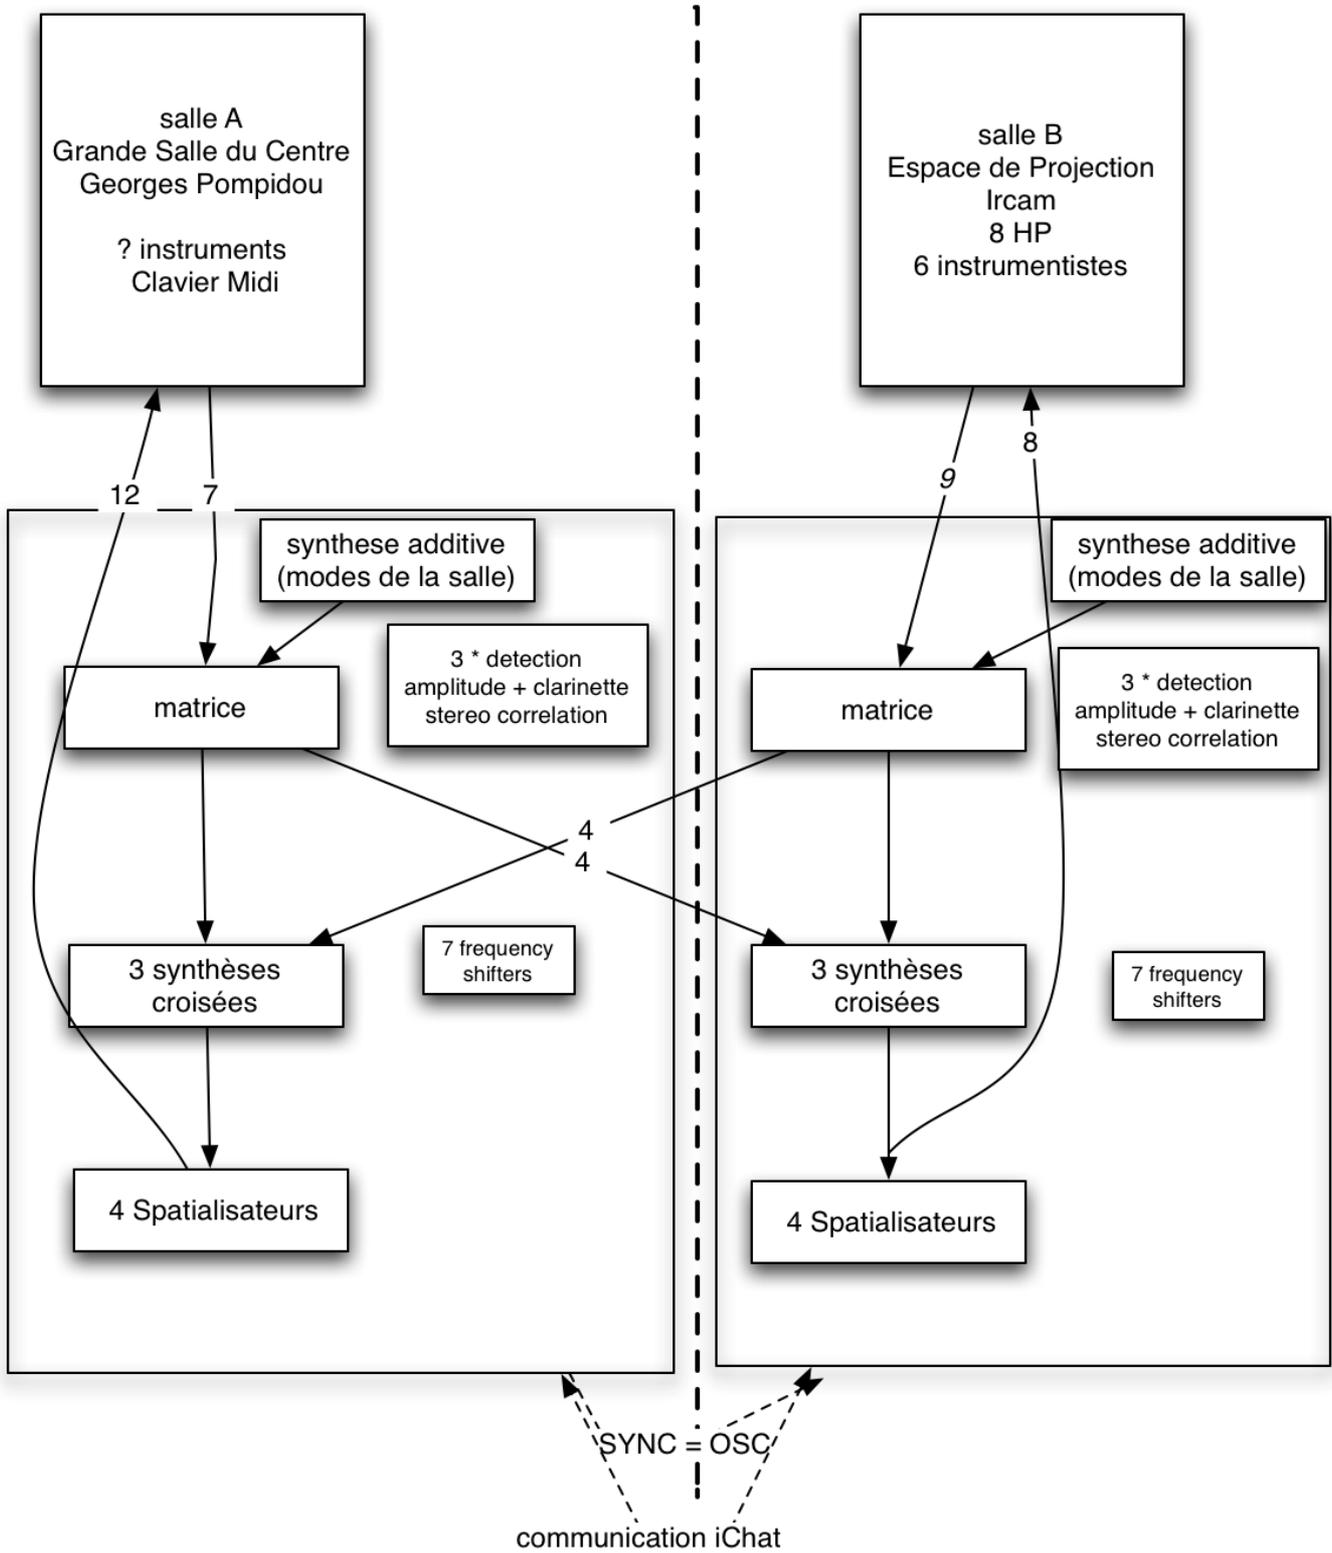 salle A
Grande Salle du Centre
Georges Pompidou
? instruments
Clavier Midi
salle B
Espace de Projection
Ircam
8 HP
6 instrumentistes
12
7
9
8
synthese additive
(modes de la salle)
3 * detection
amplitude + clarinette
stereo correlation
matrice
4
4
3 synthèses
croisées
7 frequency
shifters
4 Spatialisateurs
synthese additive
(modes de la salle)
3 * detection
amplitude + clarinette
stereo correlation
matrice
3 synthèses
croisées
7 frequency
shifters
4 Spatialisateurs
SYNC = OSC
communication iChat